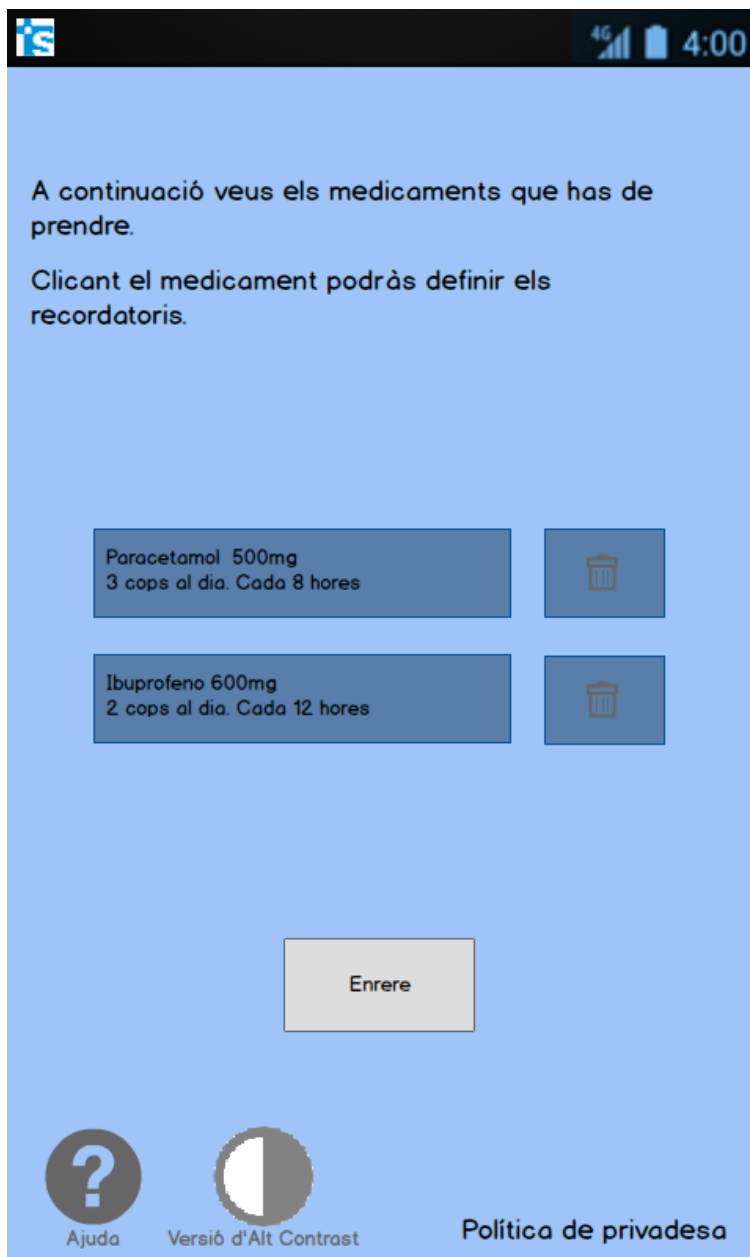 is
4G 4:00
A continuació veus els medicaments que has de
prendre.
Clicant el medicament podràs definir els
recordatoris.
Paracetamol 500mg
3 cops al dia. Cada 8 hores
Ibuprofeno 600mg
2 cops al dia. Cada 12 hores
Enrere
?
Ajuda
Versió d'Alt Contrast
Política de privadesa